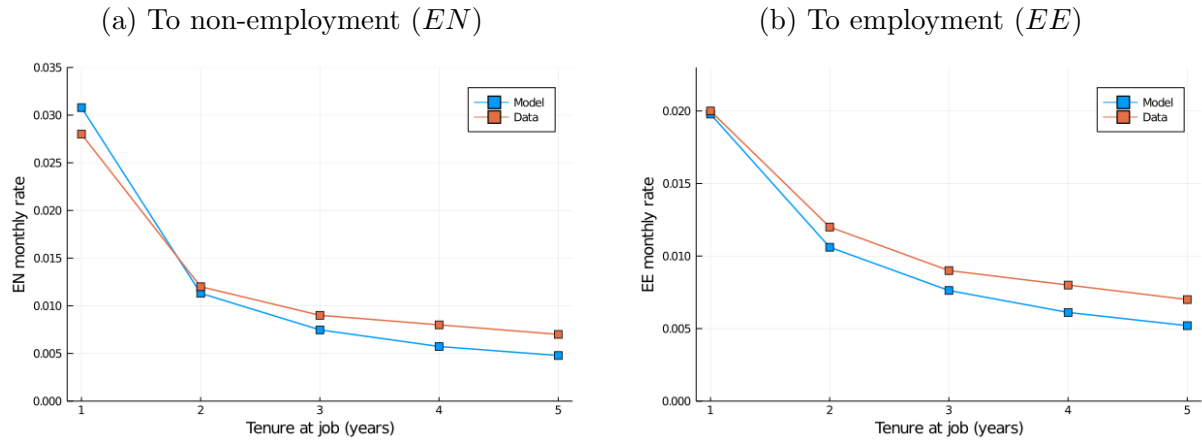 (a) To non-employment (EN)
0.035
0.030
0.025
0.020
0.015
0.010
0.005
0.000
EN monthly rate
Model
Data
1 2 3 4 5
Tenure at job (years)
(b) To employment (EE)
0.020
0.015
0.010
0.005
0.000
EE monthly rate
Model
Data
1 2 3 4 5
Tenure at job (years)